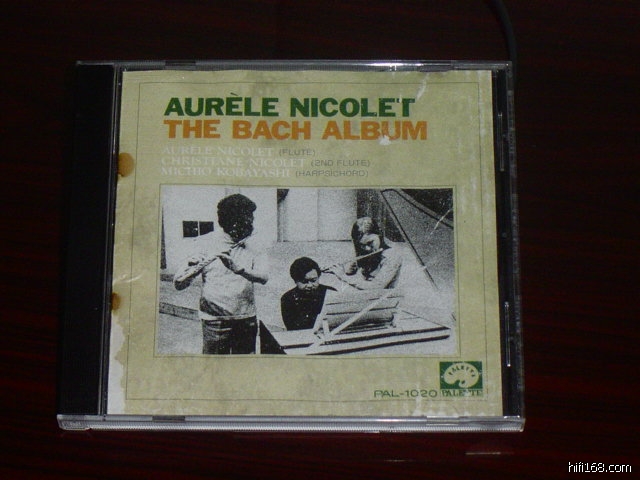 AURÈLE NICOLET
THE BACH ALBUM
AURÈLE NICOLET (FLUTE)
CHRISTIANE NICOLET (2ND FLUTE)
MICHIO KOBAYASHI (HARPSICHORD)
PALETTE
PAL-1020 PALETTE
hifi168.com